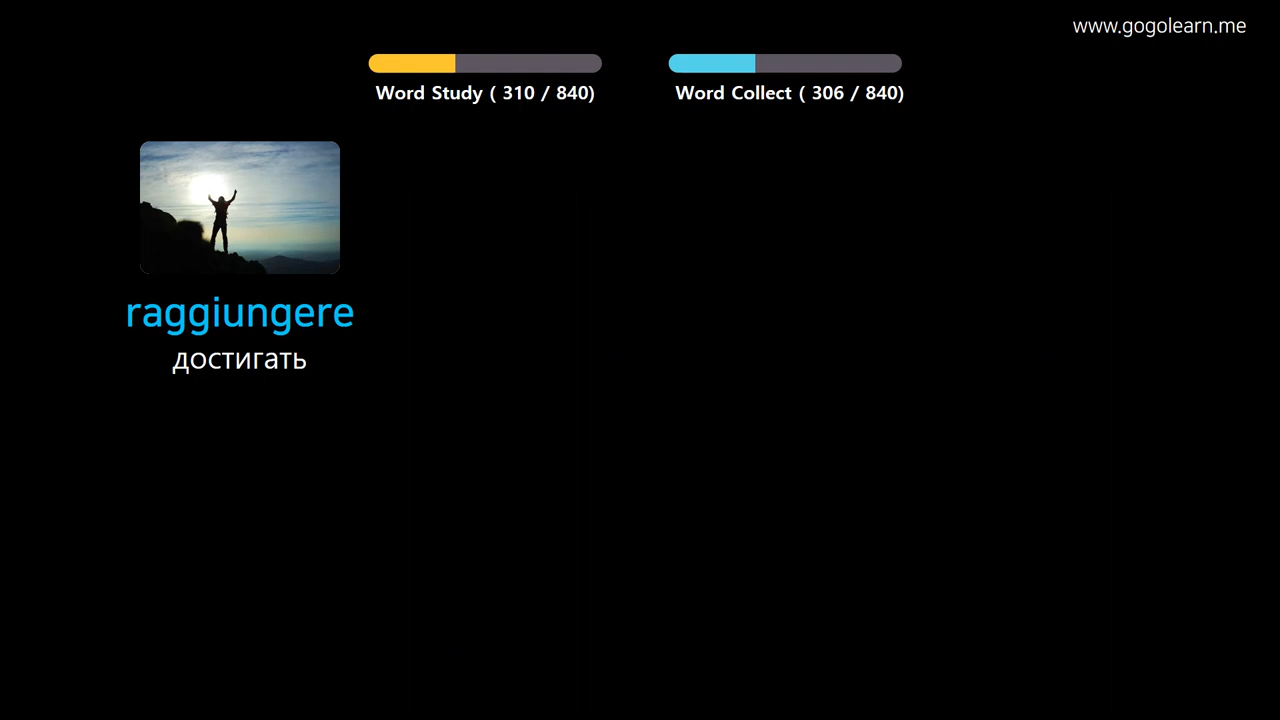 www.gogolearn.me
Word Study ( 310 / 840)
Word Collect ( 306 / 840)
raggiungere
достигать